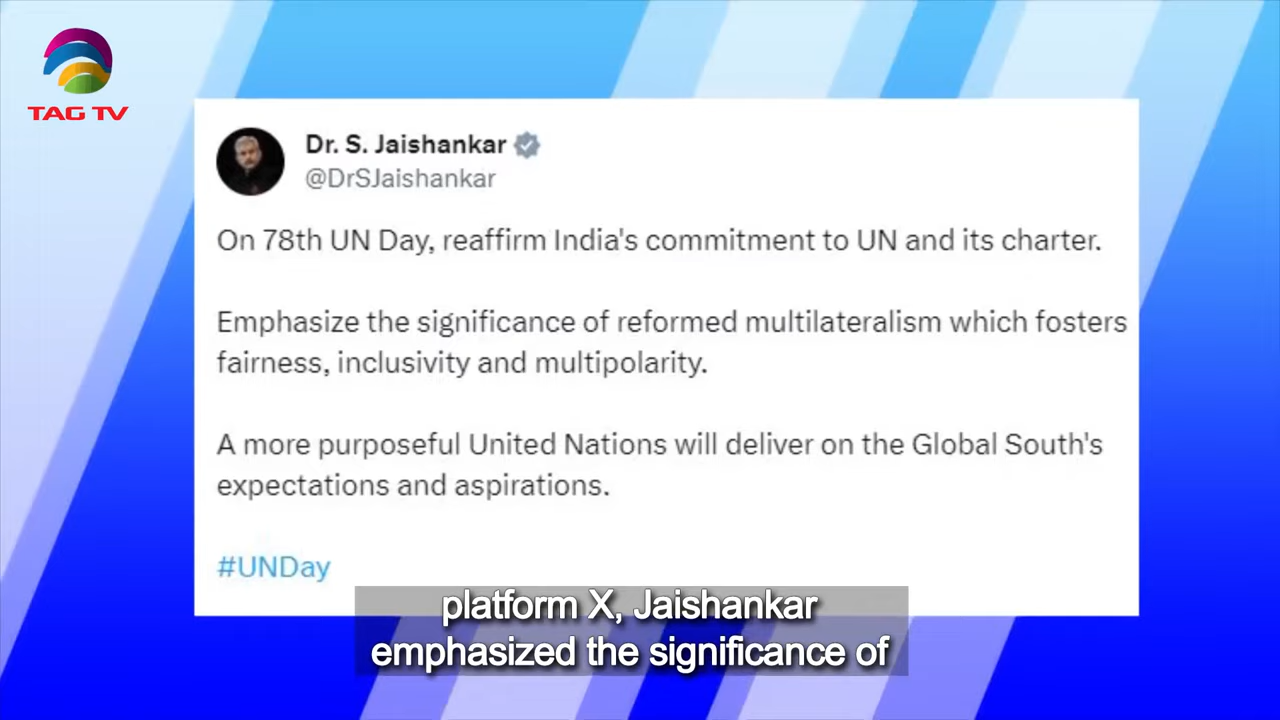 TAG TV
Dr. S. Jaishankar
@DrSJaishankar
On 78th UN Day, reaffirm India's commitment to UN and its charter.
Emphasize the significance of reformed multilateralism which fosters
fairness, inclusivity and multipolarity.
A more purposeful United Nations will deliver on the Global South's
expectations and aspirations.
#UNDay
platform X, Jaishankar
emphasized the significance of